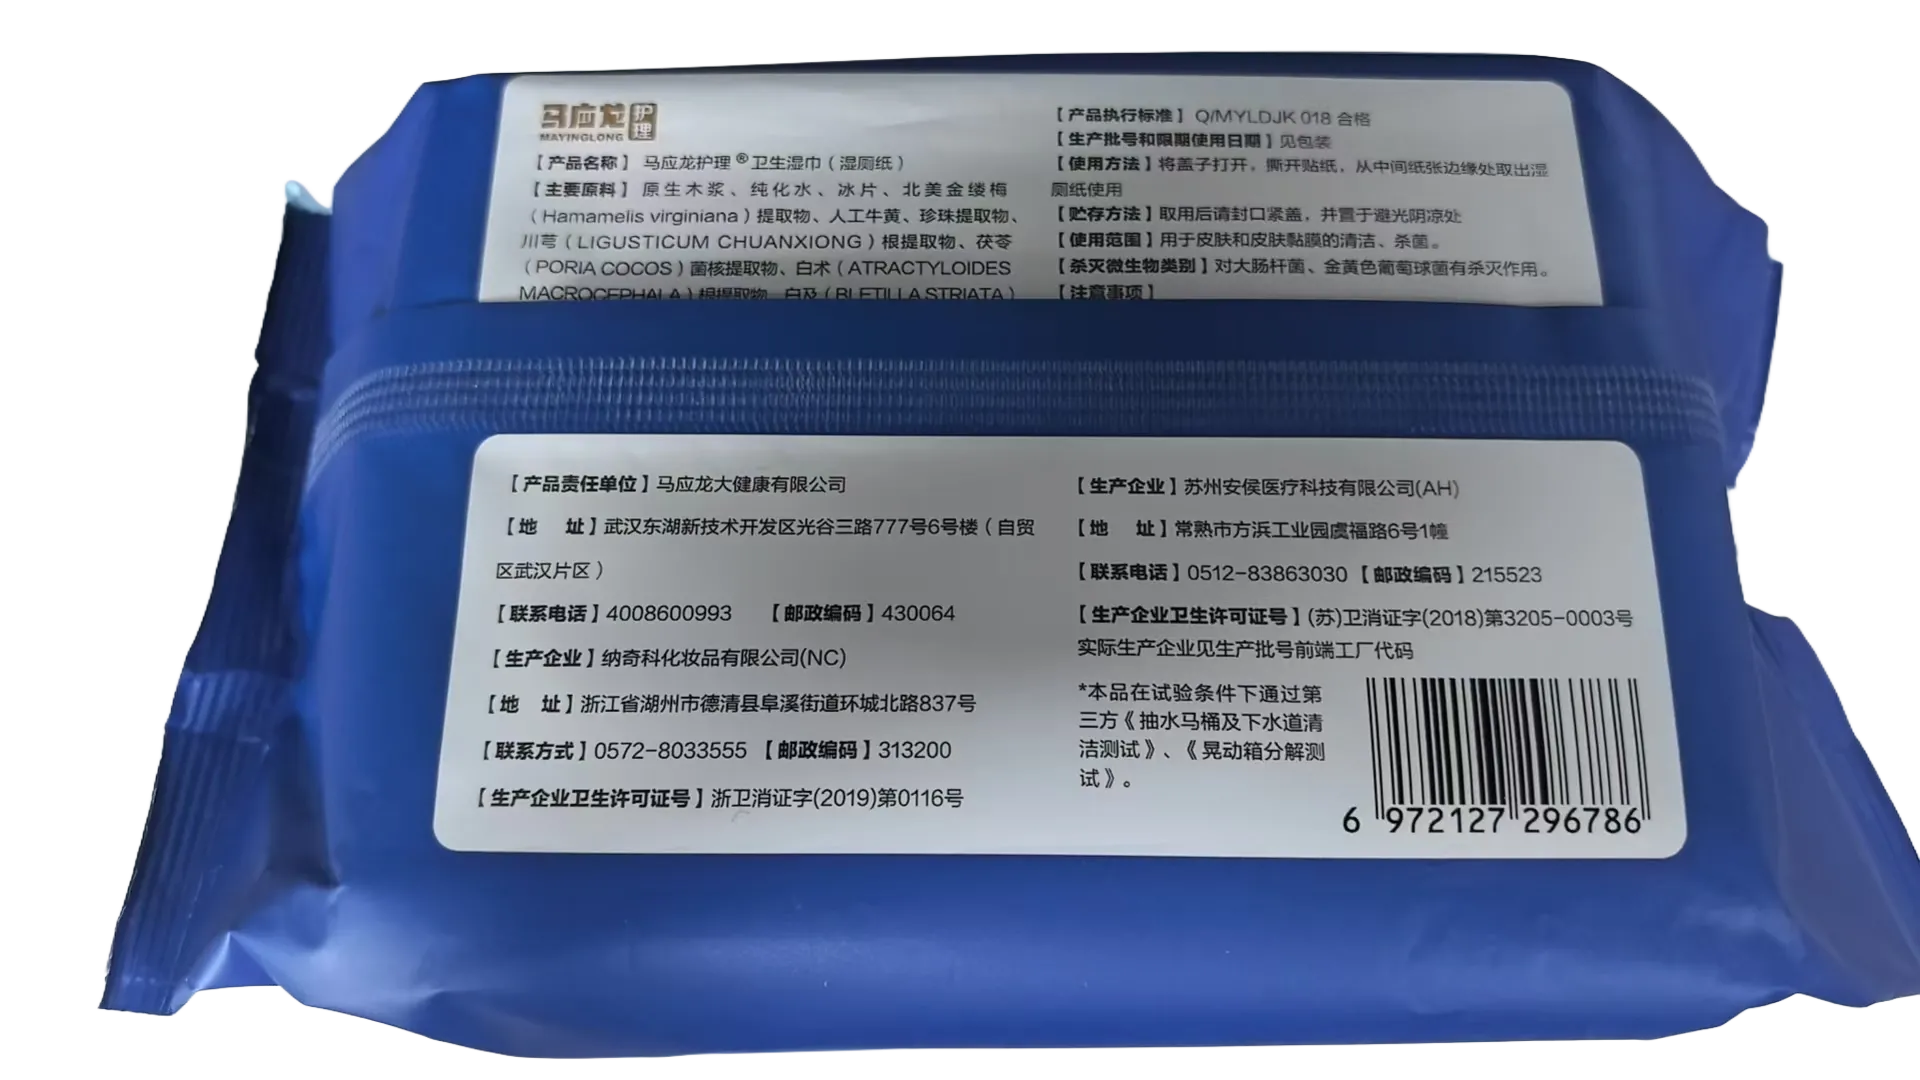 马应龙 护理
MAYINGLONG
【产品名称】 马应龙护理®卫生湿巾（湿厕纸）
【主要原料】 原生木浆、纯化水、冰片、北美金缕梅
（Hamamelis virginiana）提取物、人工牛黄、珍珠提取物、
川芎（LIGUSTICUM CHUANXIONG）根提取物、茯苓
（PORIA COCOS）菌核提取物、白术（ATRACTYLOIDES
MACROCEPHALA）根提取物、白及（BLETILLA STRIATA）
【产品执行标准】 Q/MYLDJK 018 合格
【生产批号和限期使用日期】见包装
【使用方法】将盖子打开，撕开贴纸，从中间纸张边缘处取出湿
厕纸使用
【贮存方法】取用后请封口紧盖，并置于避光阴凉处
【使用范围】用于皮肤和皮肤黏膜的清洁、杀菌。
【杀灭微生物类别】对大肠杆菌、金黄色葡萄球菌有杀灭作用。
【注意事项】
【产品责任单位】马应龙大健康有限公司
【地 址】武汉东湖新技术开发区光谷三路777号6号楼（自贸
区武汉片区）
【联系电话】4008600993 【邮政编码】430064
【生产企业】纳奇科化妆品有限公司(NC)
【地 址】浙江省湖州市德清县阜溪街道环城北路837号
【联系方式】0572-8033555 【邮政编码】313200
【生产企业卫生许可证号】浙卫消证字(2019)第0116号
【生产企业】苏州安侯医疗科技有限公司(AH)
【地 址】常熟市方浜工业园虞福路6号1幢
【联系电话】0512-83863030【邮政编码】215523
【生产企业卫生许可证号】(苏)卫消证字(2018)第3205-0003号
实际生产企业见生产批号前端工厂代码
*本品在试验条件下通过第
三方《抽水马桶及下水道清
洁测试》、《晃动箱分解测
试》。
6 972127 296786